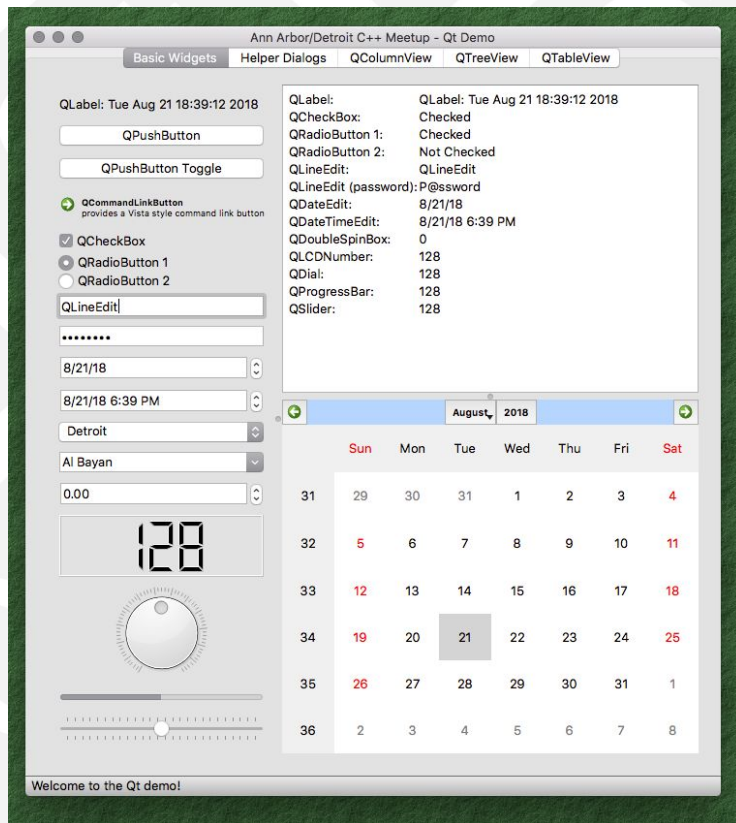 Ann Arbor/Detroit C++ Meetup - Qt Demo
Basic Widgets Helper Dialogs QColumnView QTreeView QTableView
QLabel: Tue Aug 21 18:39:12 2018
QPushButton
QPushButton Toggle
QCommandLinkButton
provides a Vista style command link button
QCheckBox
QRadioButton 1
QRadioButton 2
QLineEdit
••••••••
8/21/18
8/21/18 6:39 PM
Detroit
Al Bayan
0.00
128
QLabel: QLabel: Tue Aug 21 18:39:12 2018
QCheckBox: Checked
QRadioButton 1: Checked
QRadioButton 2: Not Checked
QLineEdit: QLineEdit
QLineEdit (password): P@ssword
QDateEdit: 8/21/18
QDateTimeEdit: 8/21/18 6:39 PM
QDoubleSpinBox: 0
QLCDNumber: 128
QDial: 128
QProgressBar: 128
QSlider: 128
August 2018
Sun Mon Tue Wed Thu Fri Sat
31 29 30 31 1 2 3 4
32 5 6 7 8 9 10 11
33 12 13 14 15 16 17 18
34 19 20 21 22 23 24 25
35 26 27 28 29 30 31 1
36 2 3 4 5 6 7 8
Welcome to the Qt demo!